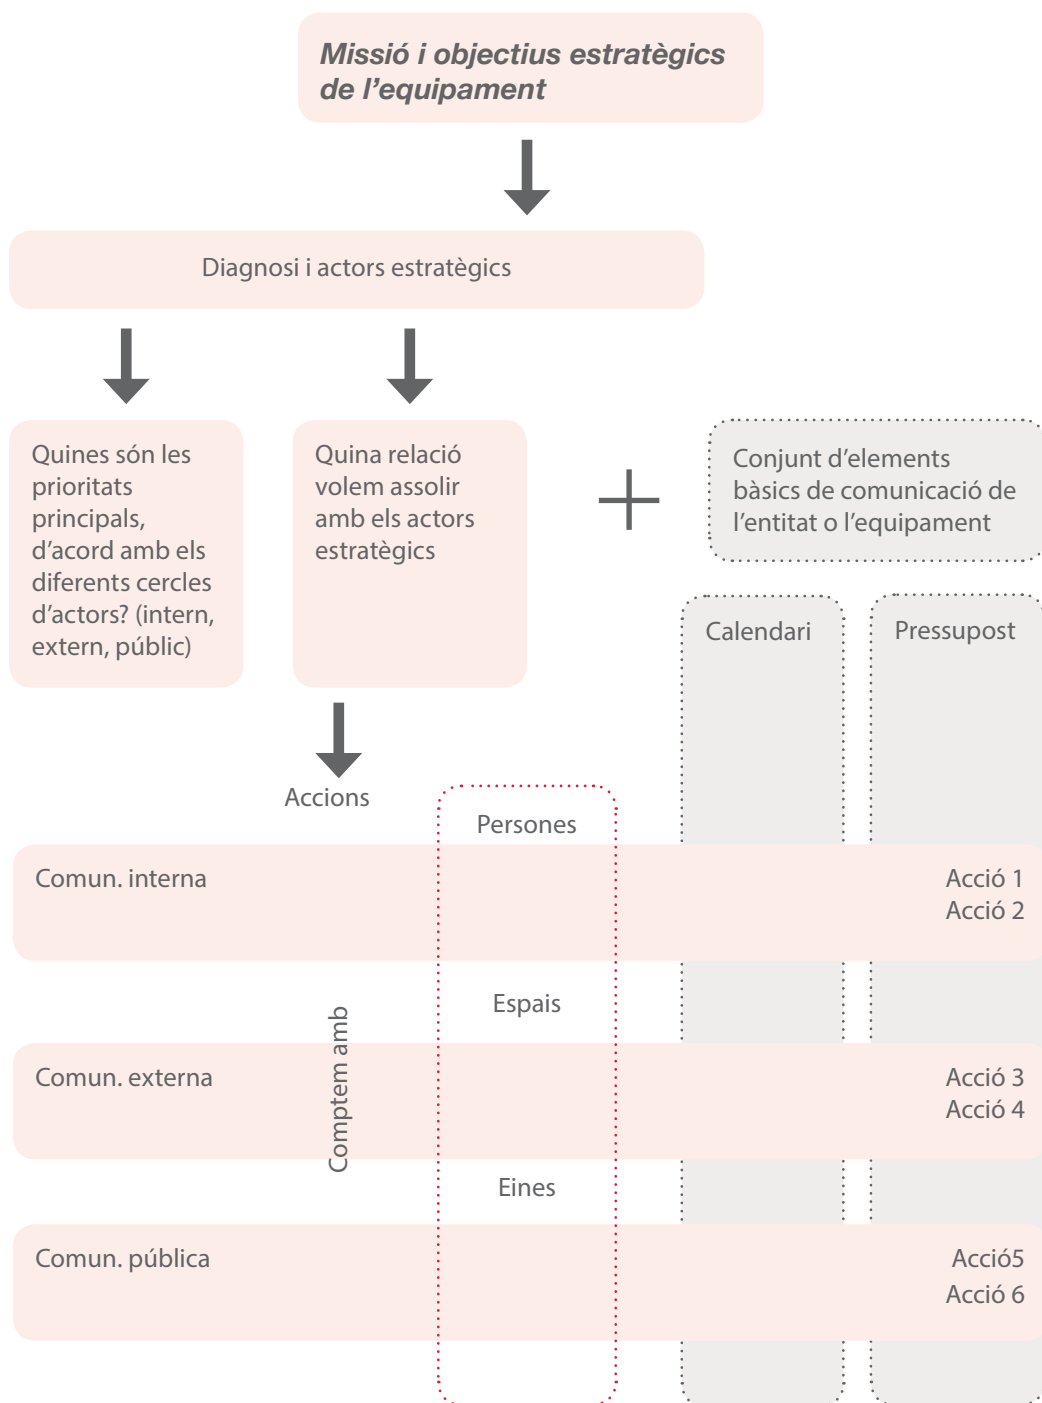 Missió i objectius estratègics
de l’equipament
Diagnosi i actors estratègics
Quines són les
prioritats
principals,
d’acord amb els
diferents cercles
d’actors? (intern,
extern, públic)
Quina relació
volem assolir
amb els actors
estratègics
Conjunt d’elements
bàsics de comunicació de
l’entitat o l’equipament
Calendari
Pressupost
Accions
Persones
Comun. interna
Acció 1
Acció 2
Espais
Comptem amb
Comun. externa
Acció 3
Acció 4
Eines
Comun. pública
Acció5
Acció 6